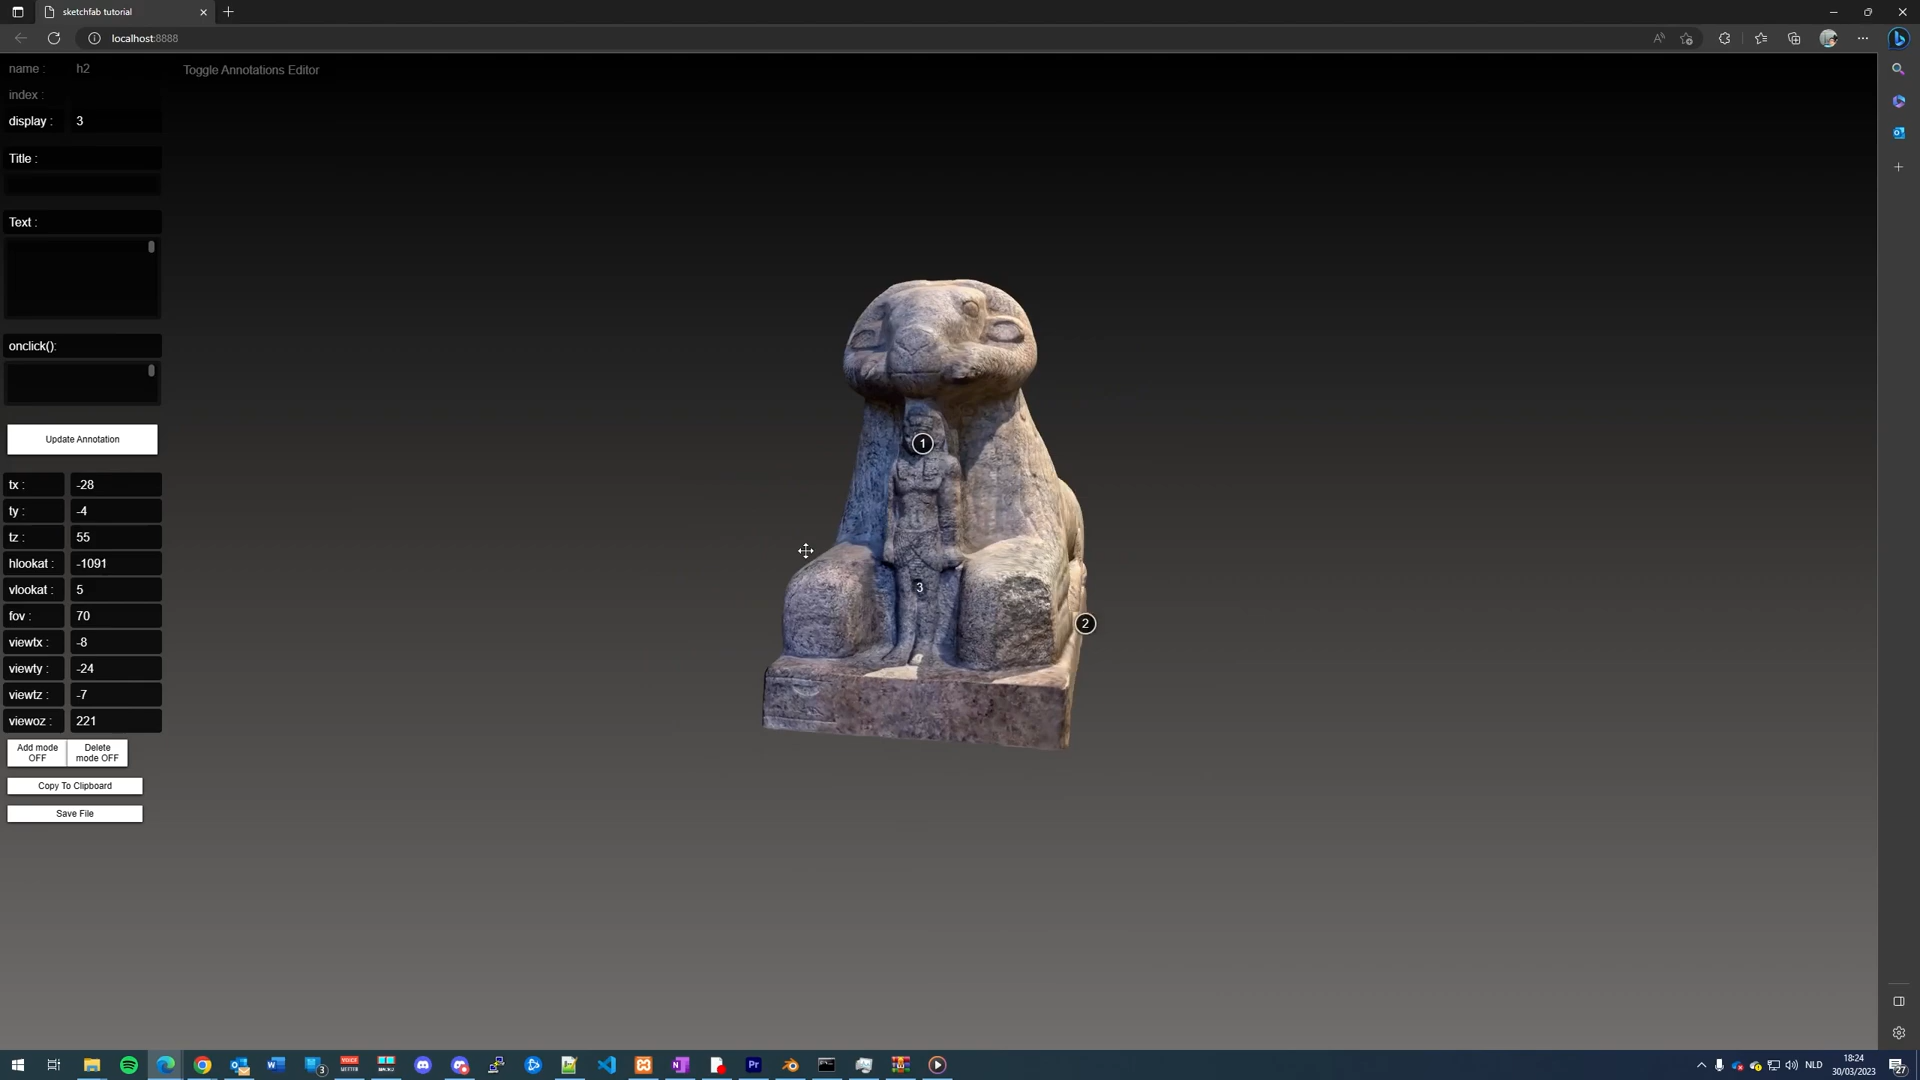 sketchfab tutorial
localhost:8888
name : h2
Toggle Annotations Editor
index :
display : 3
Title :
Text :
onclick():
Update Annotation
tx : -28
ty : -4
tz : 55
hlookat : -1091
vlookat : 5
fov : 70
viewtx : -8
viewty : -24
viewtz : -7
viewoz : 221
Add mode OFF
Delete mode OFF
Copy To Clipboard
Save File
1
3
2
NLD
18:24
30/03/2023
27